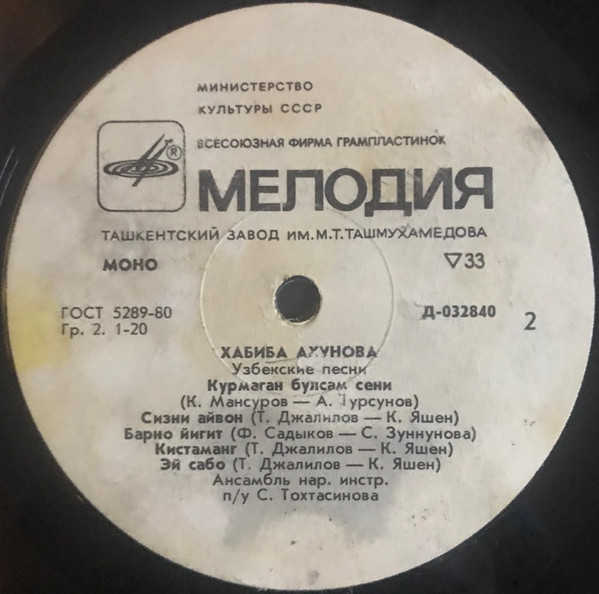 МИНИСТЕРСТВО
КУЛЬТУРЫ СССР
ВСЕСОЮЗНАЯ ФИРМА ГРАМПЛАСТИНОК
®
МЕЛОДИЯ
ТАШКЕНТСКИЙ ЗАВОД ИМ.М.Т.ТАШМУХАМЕДОВА
МОНО ▽33
ГОСТ 5289-80 Д-032840
Гр. 2. 1-20 2
ХАБИБА АХУНОВА
Узбекские песни
Курмаган булсам сени
(К. Мансуров — А. Турсунов)
Сизни айвон (Т. Джалилов — К. Яшен)
Барно йигит (Ф. Садыков — С. Зуннунова)
Кистаманг (Т. Джалилов — К. Яшен)
Эй сабо (Т. Джалилов — К. Яшен)
Ансамбль нар. инстр.
п/у С. Тохтасинова